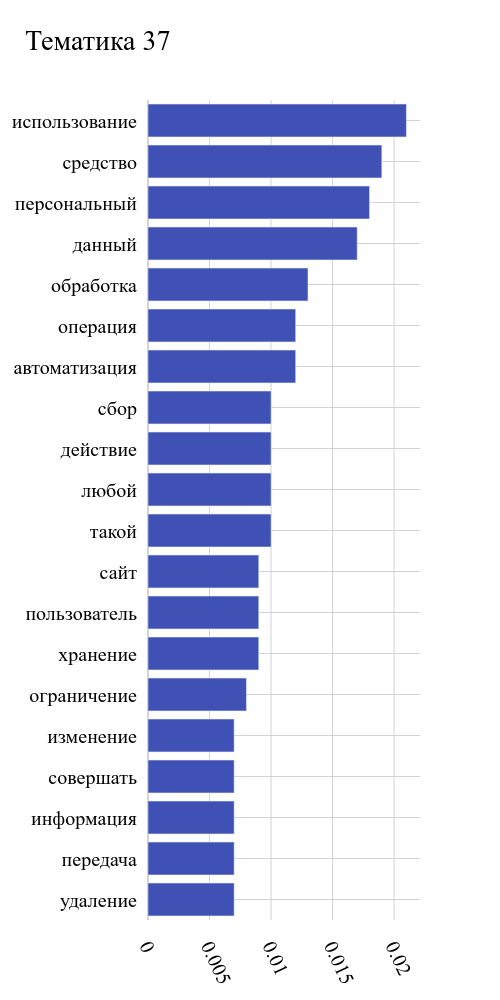 Тематика 37
использование
средство
персональный
данный
обработка
операция
автоматизация
сбор
действие
любой
такой
сайт
пользователь
хранение
ограничение
изменение
совершать
информация
передача
удаление
0
0.005
0.01
0.015
0.02